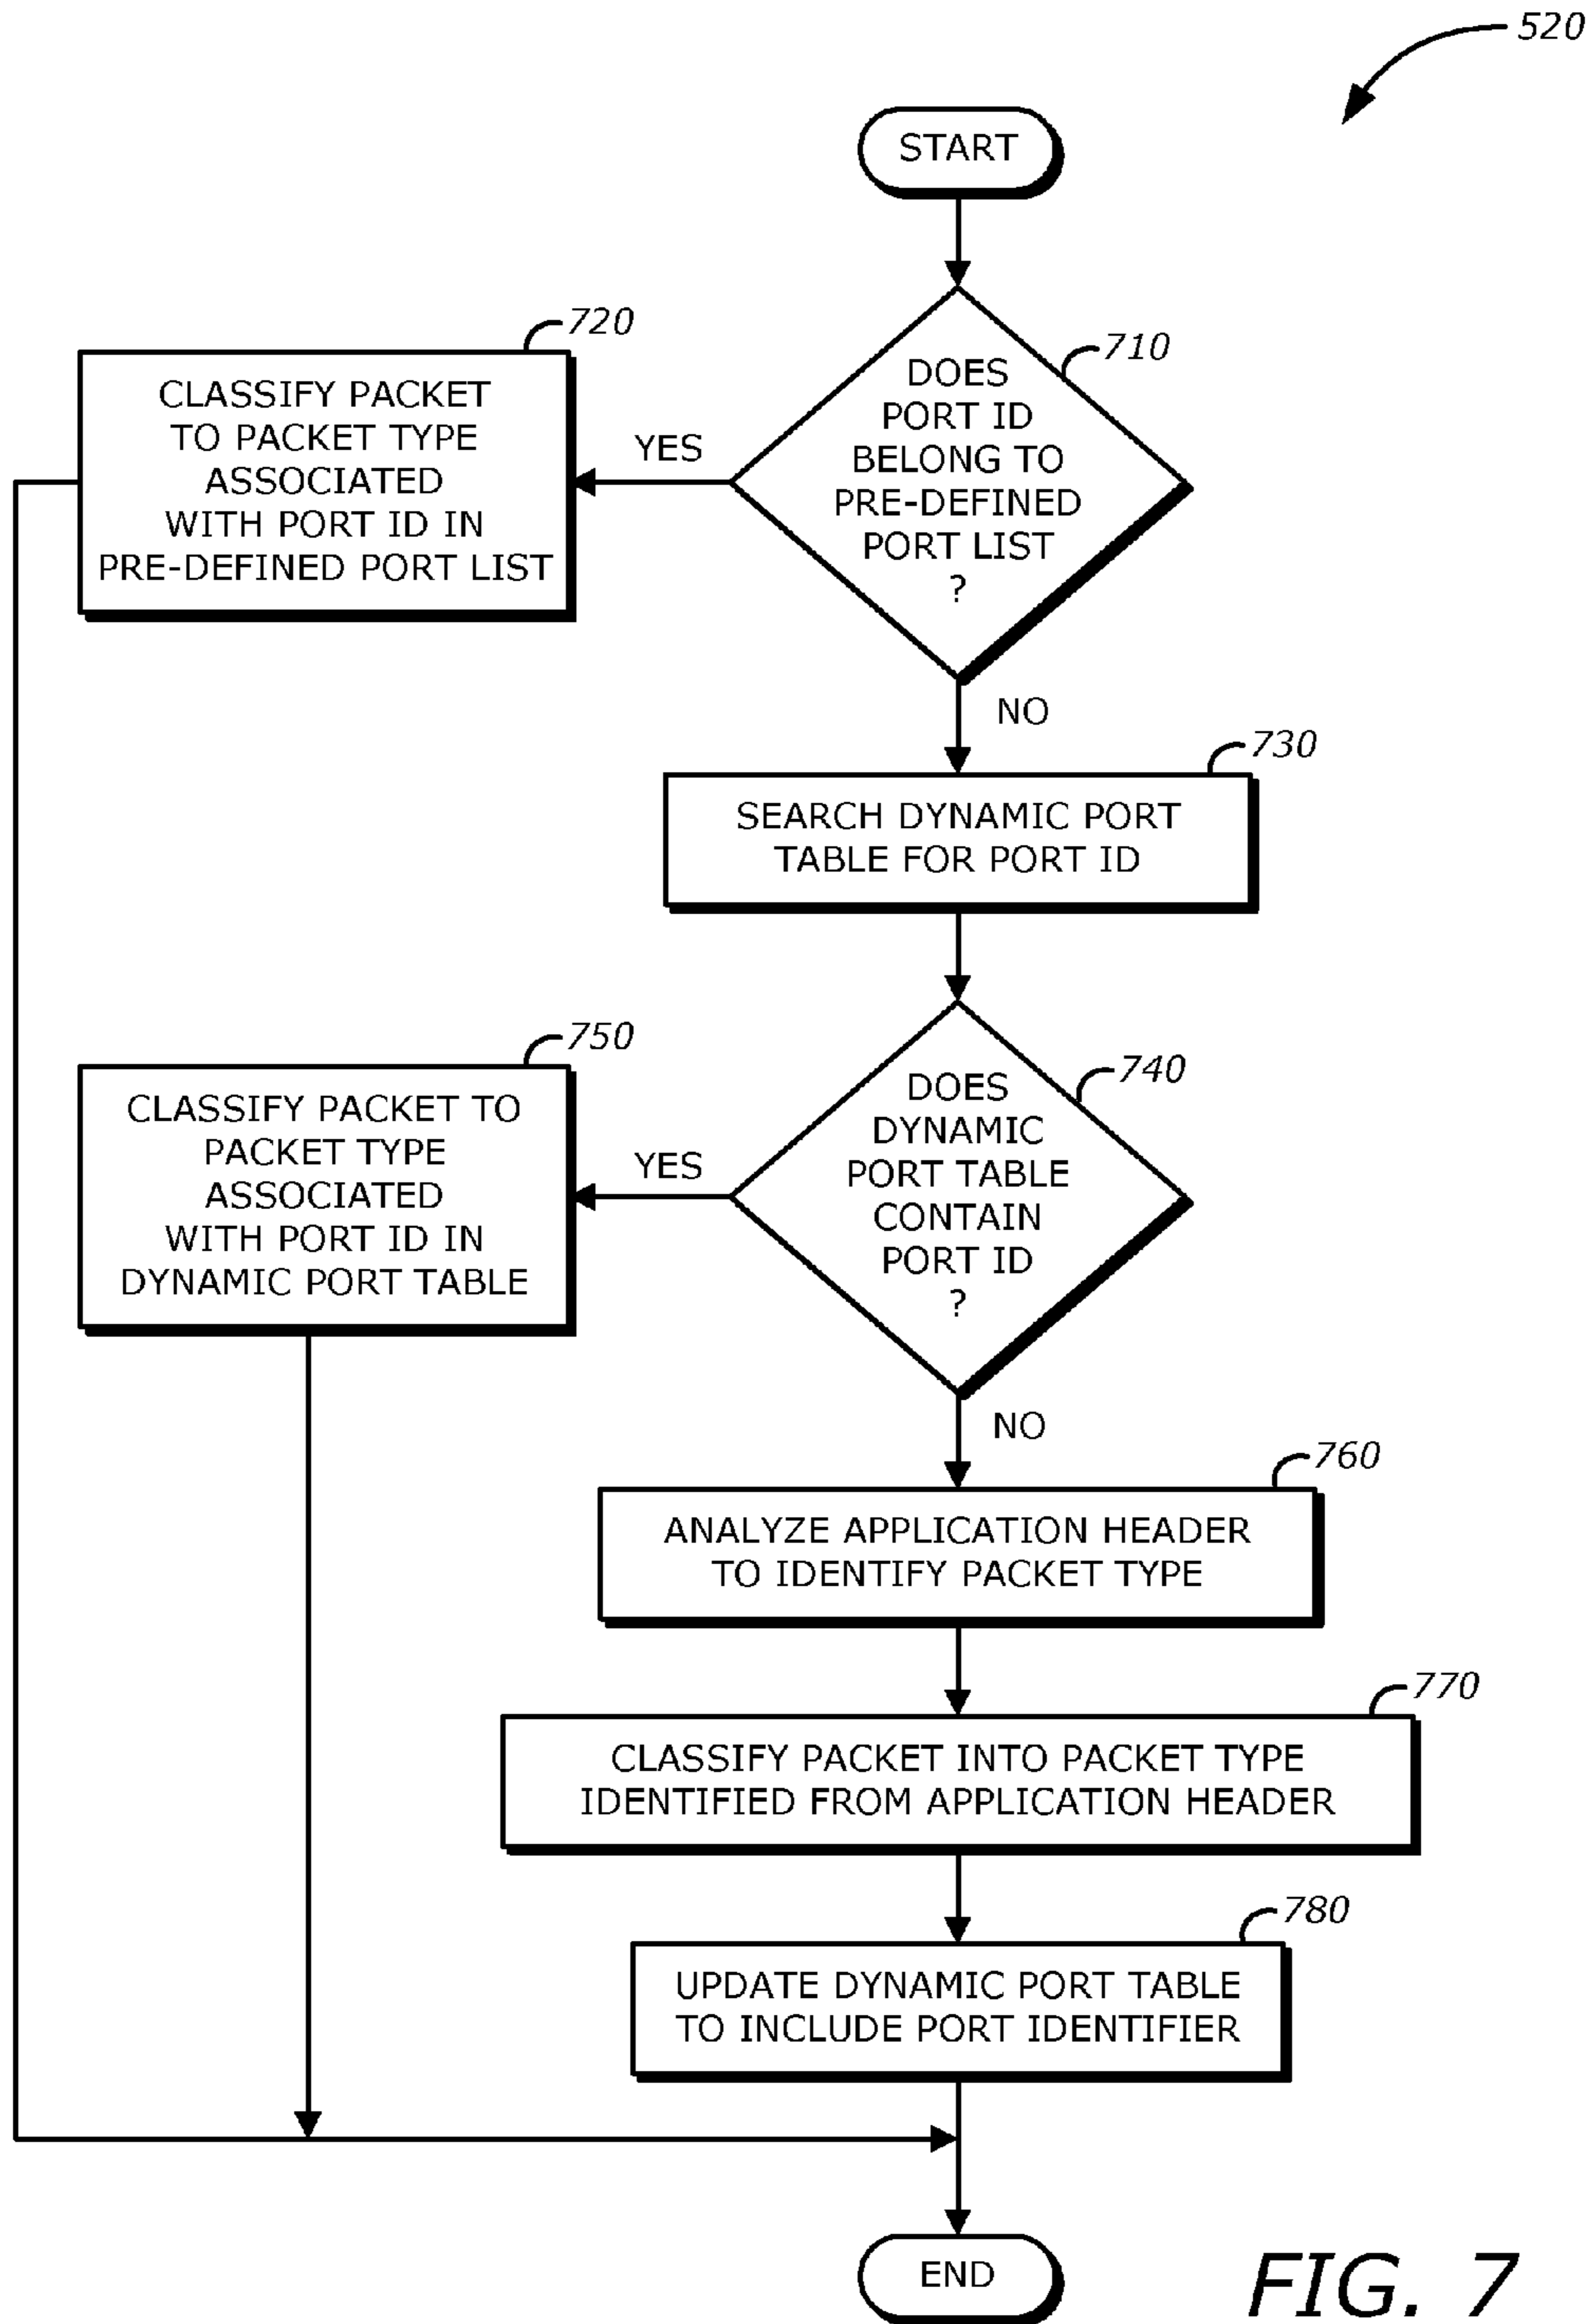 520
START
710
DOES
PORT ID
BELONG TO
PRE-DEFINED
PORT LIST
?
YES
720
CLASSIFY PACKET
TO PACKET TYPE
ASSOCIATED
WITH PORT ID IN
PRE-DEFINED PORT LIST
NO
730
SEARCH DYNAMIC PORT
TABLE FOR PORT ID
740
DOES
DYNAMIC
PORT TABLE
CONTAIN
PORT ID
?
YES
750
CLASSIFY PACKET TO
PACKET TYPE
ASSOCIATED
WITH PORT ID IN
DYNAMIC PORT TABLE
NO
760
ANALYZE APPLICATION HEADER
TO IDENTIFY PACKET TYPE
770
CLASSIFY PACKET INTO PACKET TYPE
IDENTIFIED FROM APPLICATION HEADER
780
UPDATE DYNAMIC PORT TABLE
TO INCLUDE PORT IDENTIFIER
END
FIG. 7